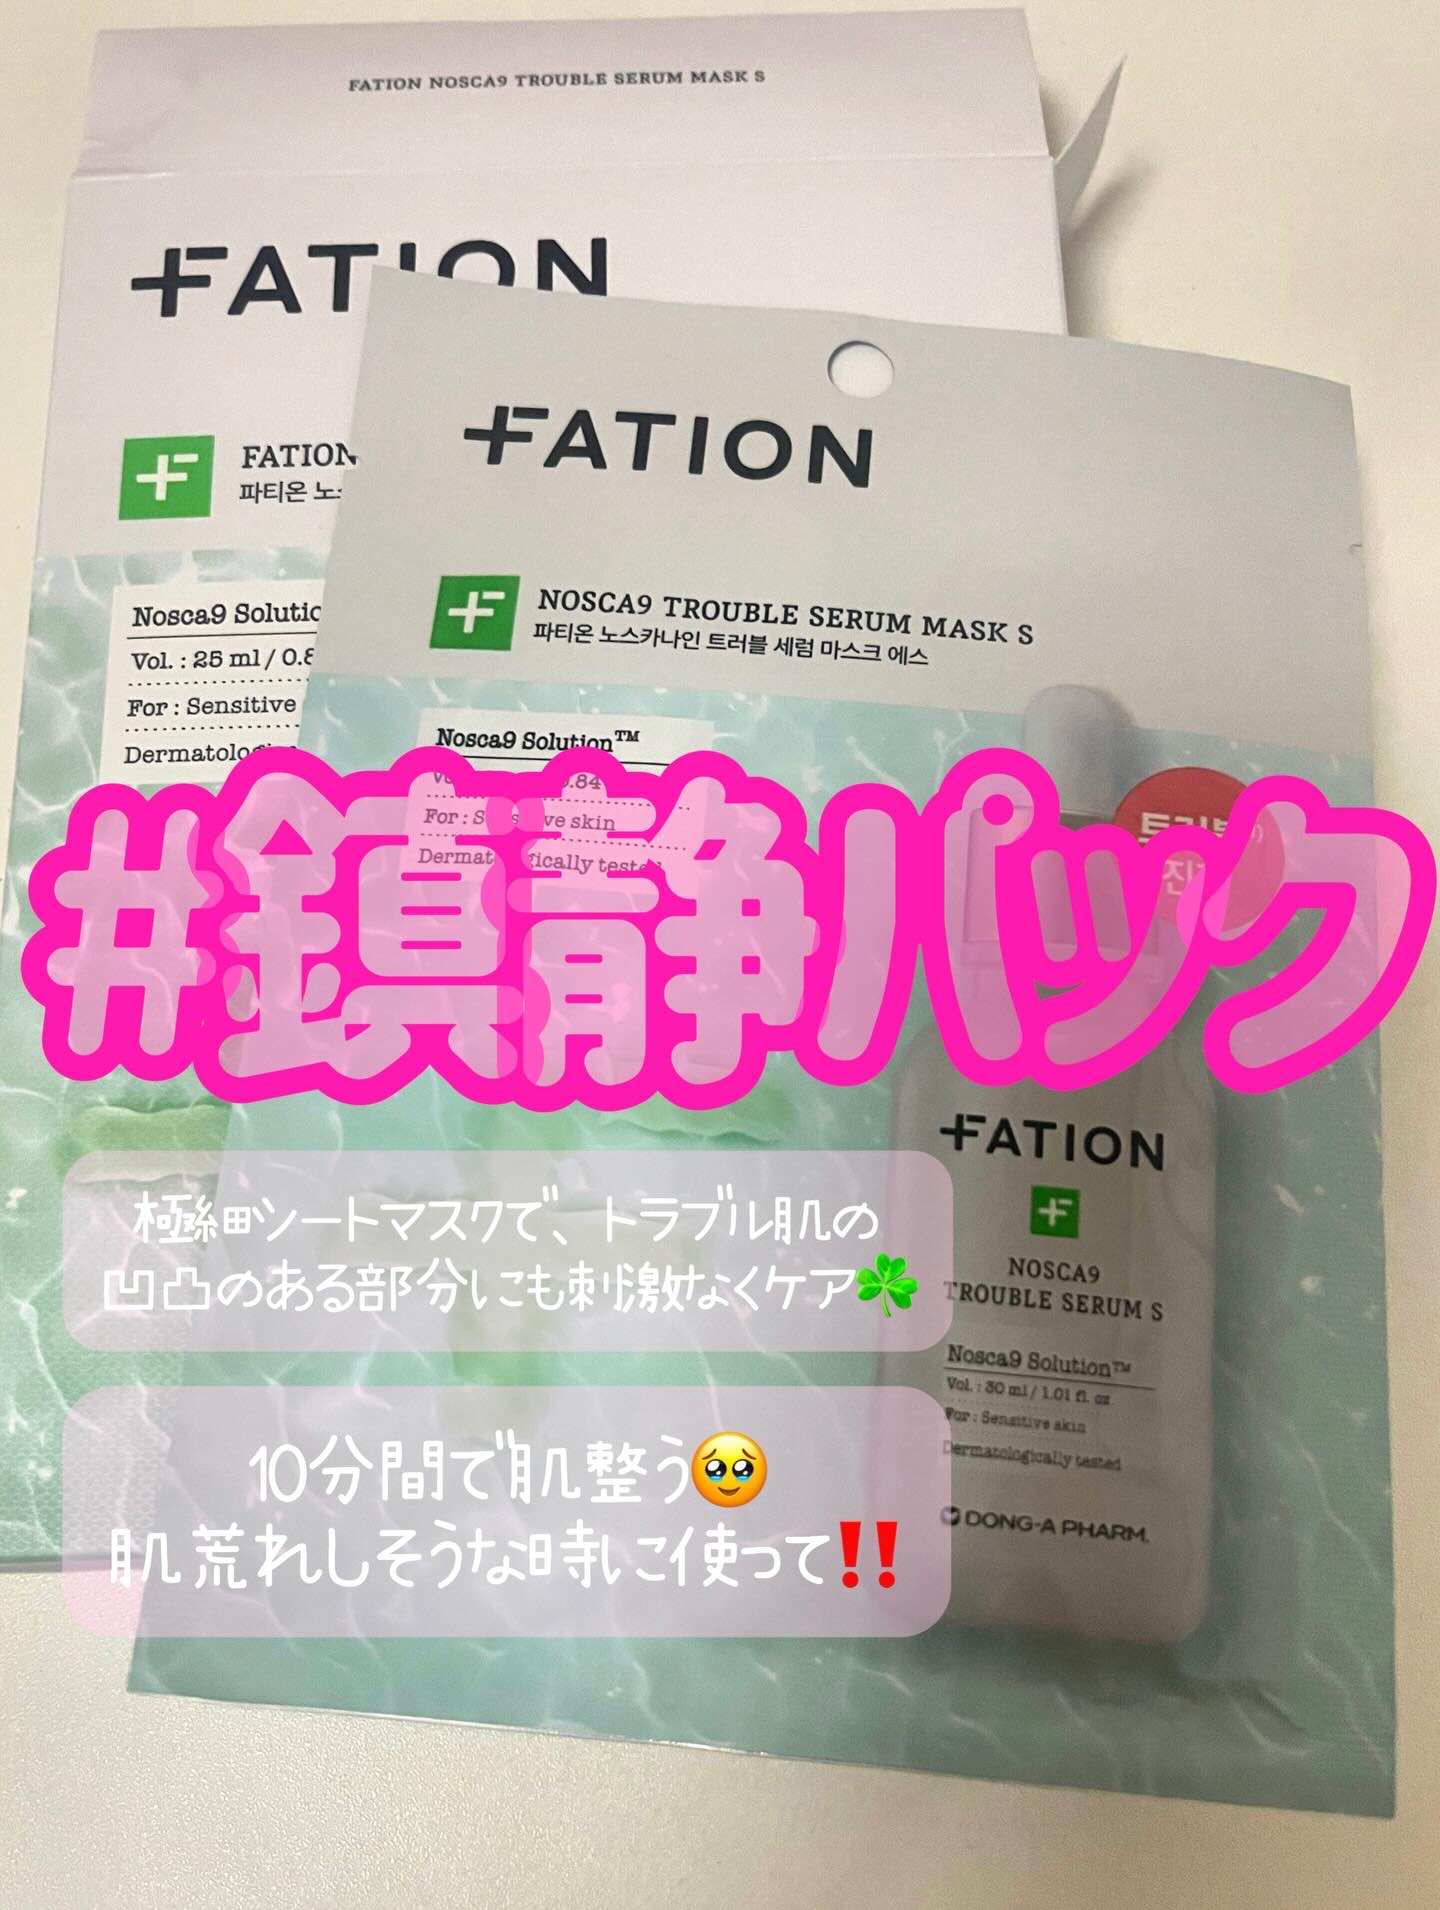 FATION NOSCA9 TROUBLE SERUM MASK S
FATION
FATION
파티온
Nosca9
Vol. : 25 ml /
For : Sensitive
FATION
NOSCA9 TROUBLE SERUM MASK S
파티온 노스카나인 트러블 세럼 마스크 에스
Nosca9 Solution™
For : Sensitive skin
Dermatologically tested
#鎮静パック
FATION
NOSCA9
TROUBLE SERUM S
Nosca9 Solution™
Vol. : 30 ml / 1.01 fl. oz
For : Sensitive skin
Dermatologically tested
DONG-A PHARM.
極細シートマスクで、トラブル肌の
凹凸のある部分にも刺激なくケア☘️
10分間で肌整う🥹
肌荒れしそうな時に使って‼️